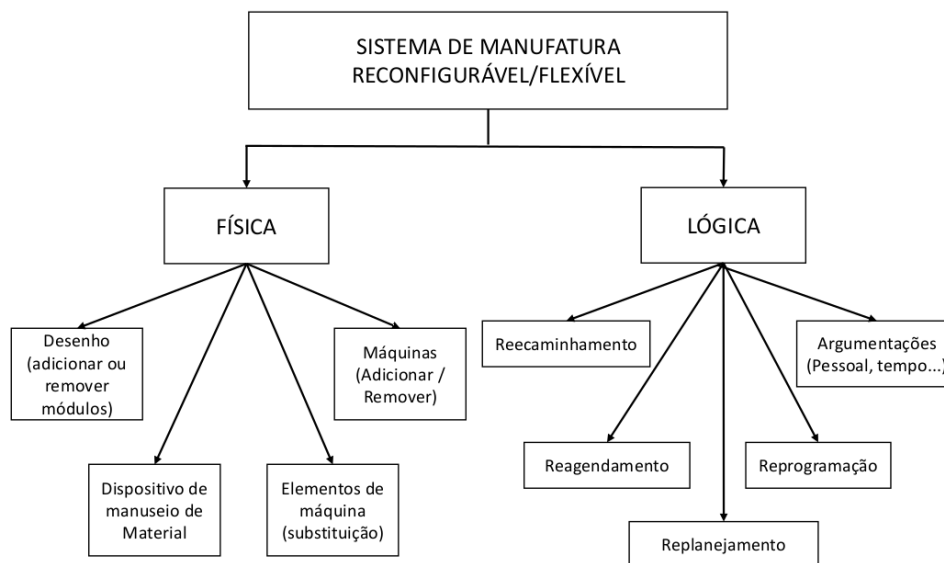 SISTEMA DE MANUFATURA
RECONFIGURÁVEL/FLEXÍVEL
FÍSICA
LÓGICA
Desenho
(adicionar ou
remover
módulos)
Máquinas
(Adicionar /
Remover)
Reecaminhamento
Argumentações
(Pessoal, tempo...)
Dispositivo de
manuseio de
Material
Elementos de
máquina
(substituição)
Reagendamento
Reprogramação
Replanejamento